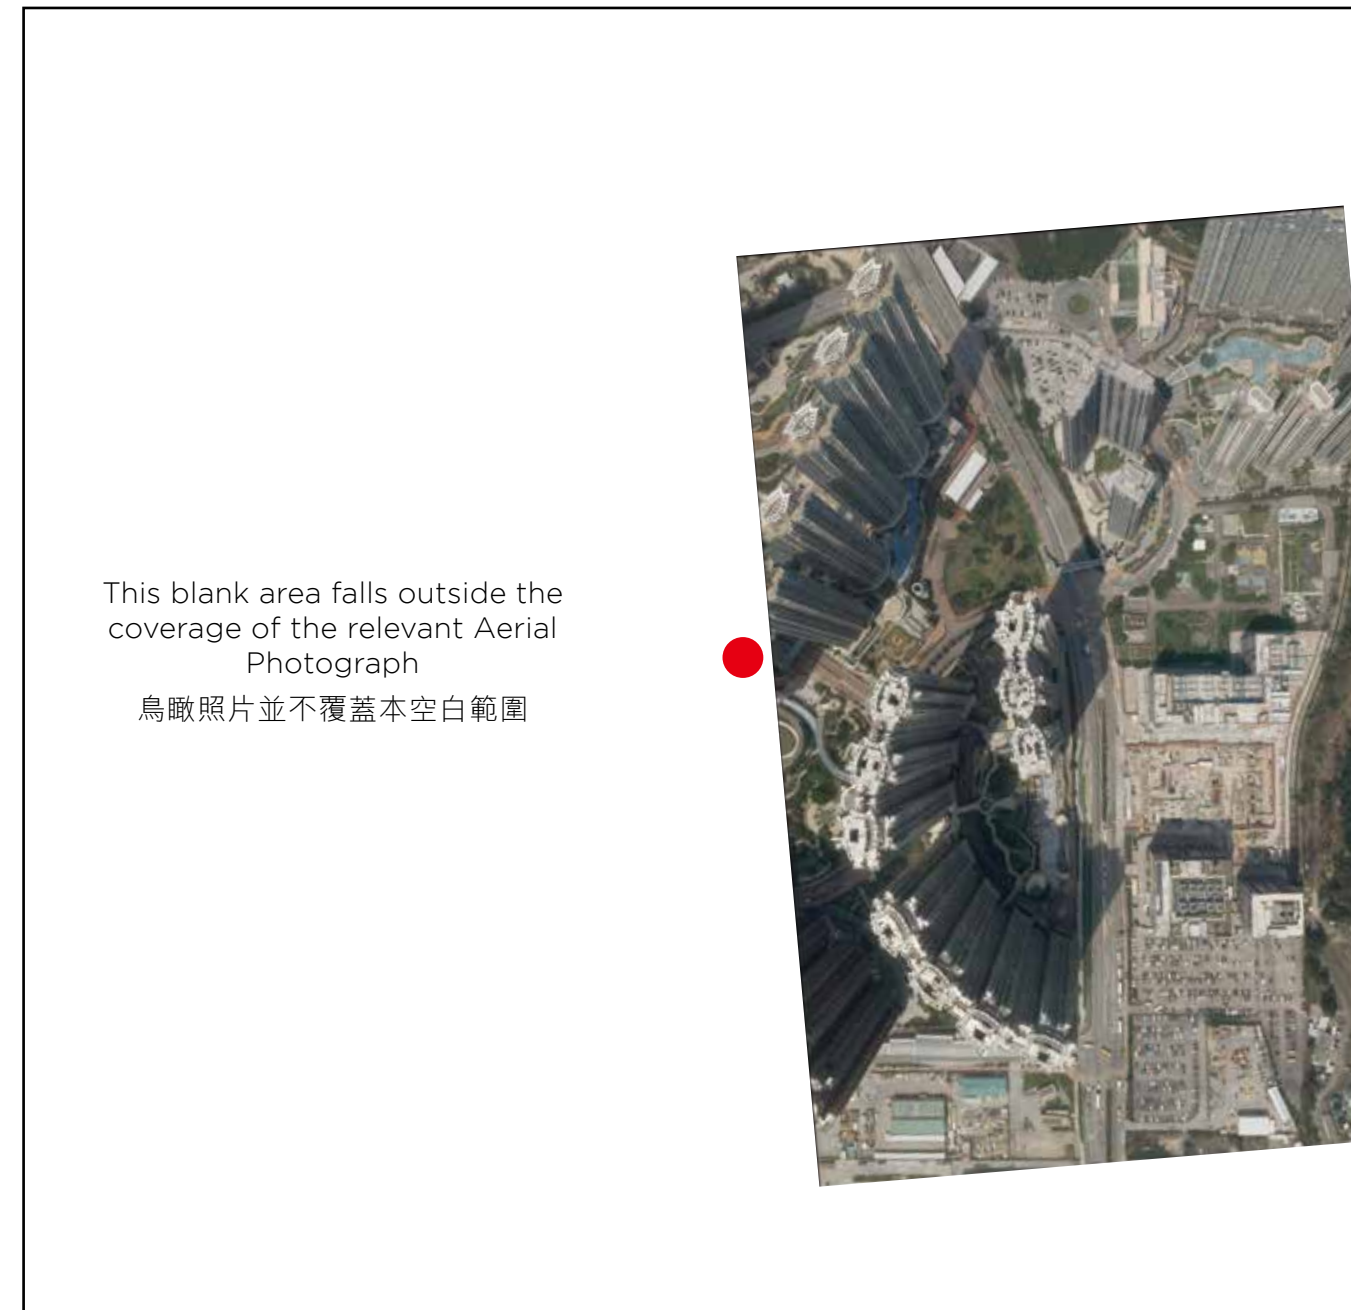 This blank area falls outside the
coverage of the relevant Aerial
Photograph
鳥瞰照片並不覆蓋本空白範圍